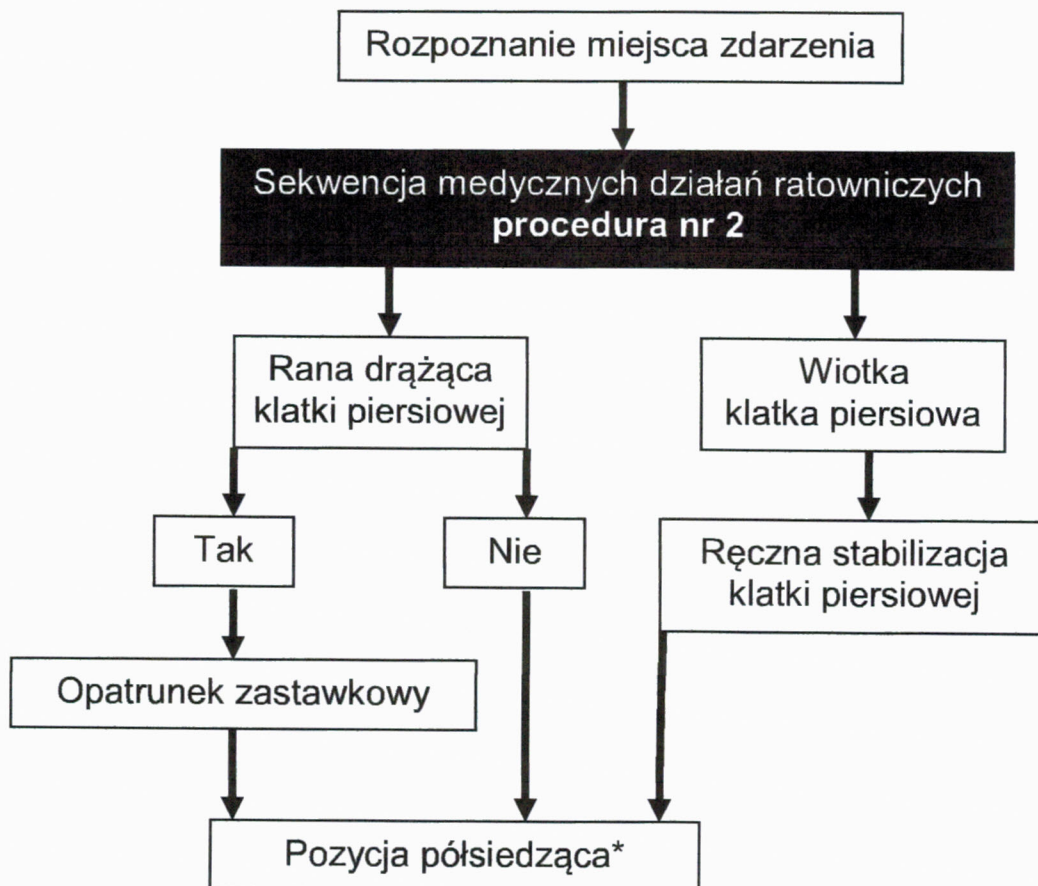 Rozpoznanie miejsca zdarzenia
Sekwencja medycznych działań ratowniczych
procedura nr 2
Rana drążąca
klatki piersiowej
Wiotka
klatka piersiowa
Tak
Nie
Ręczna stabilizacja
klatki piersiowej
Opatrunek zastawkowy
Pozycja półsiedząca*